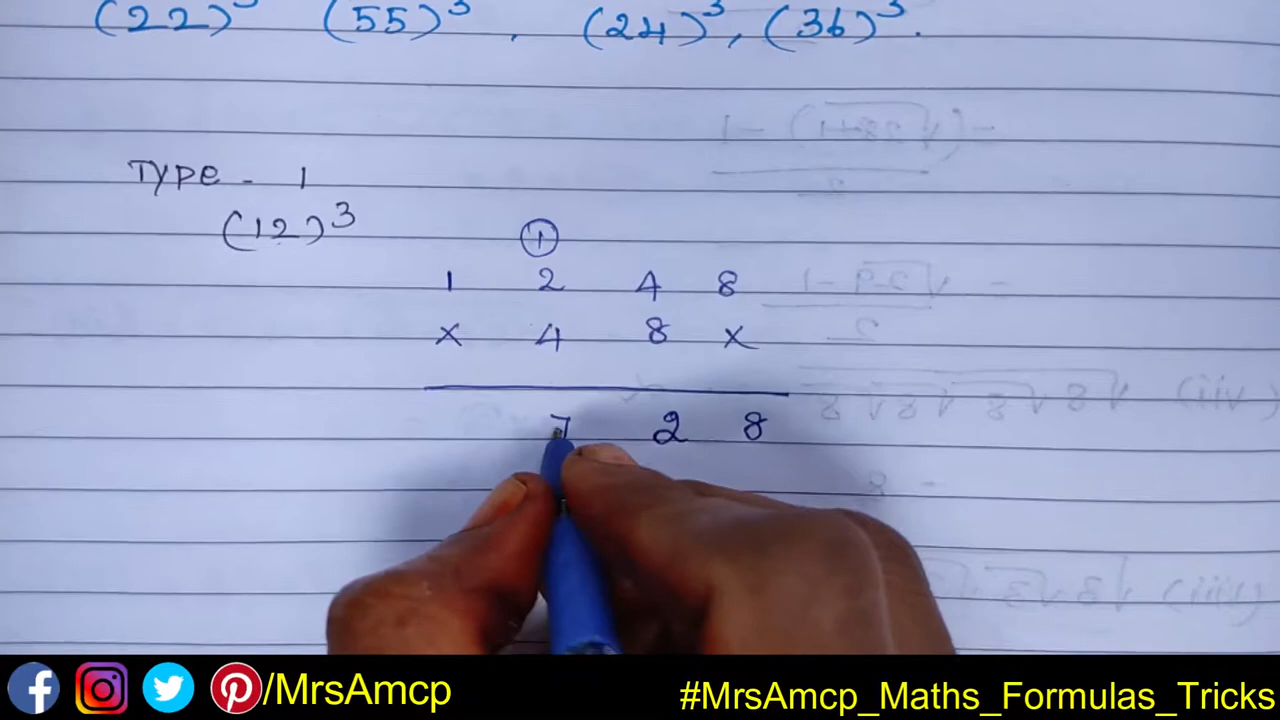 (22)³ (55)³ , (24)³, (36)³.
Type - 1
(12)³
1
1 2 4 8
× 4 8 ×
7 2 8
/MrsAmcp
#MrsAmcp_Maths_Formulas_Tricks